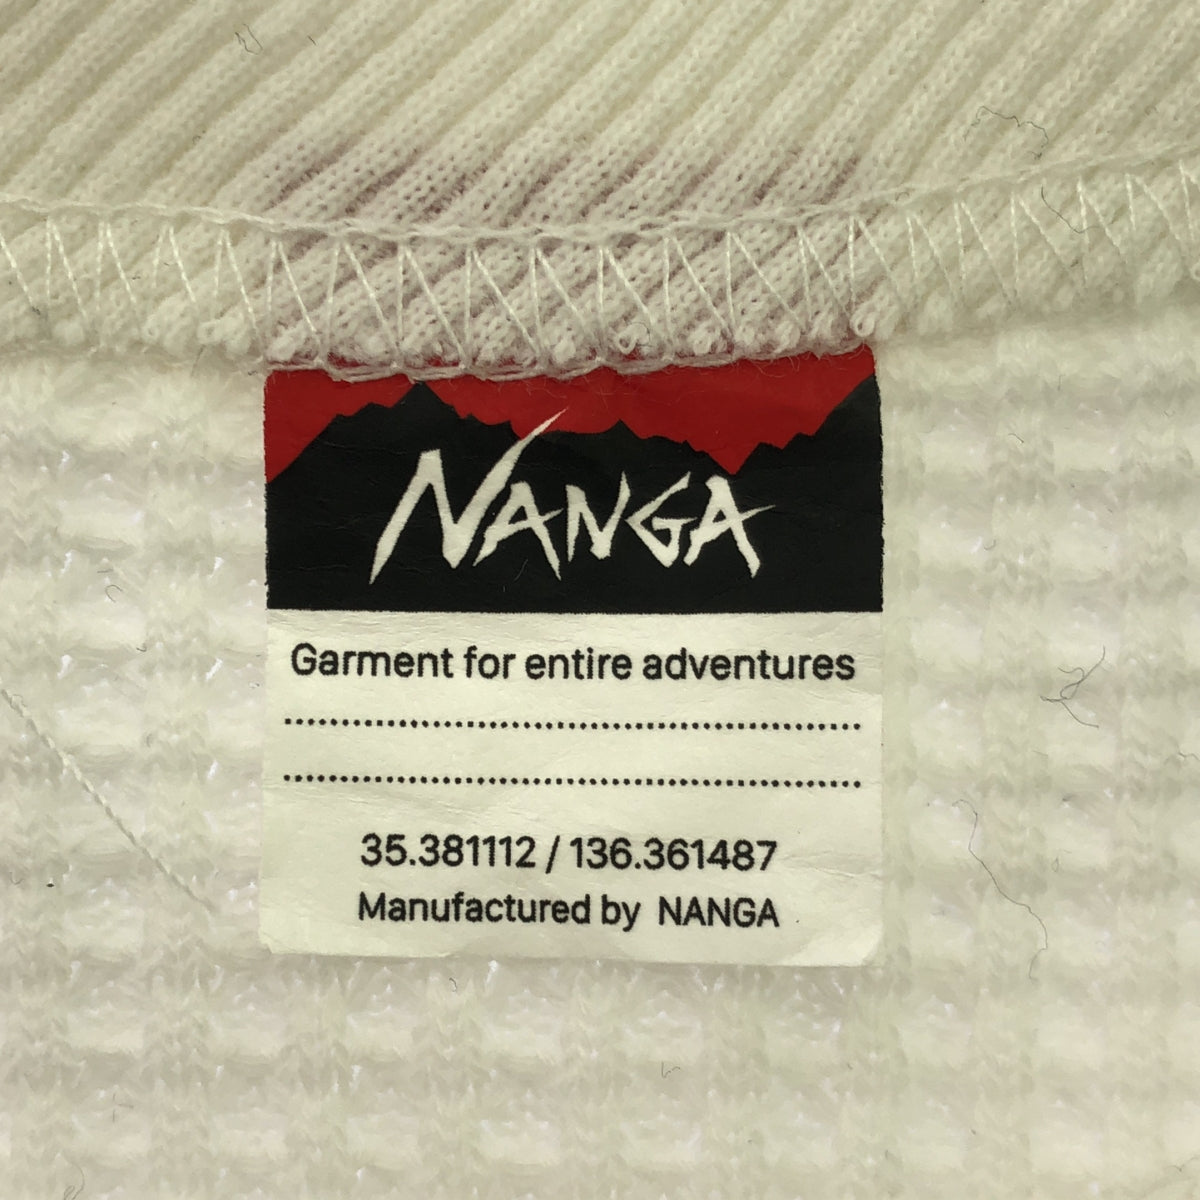 NANGA
Garment for entire adventures
35.381112 / 136.361487
Manufactured by NANGA